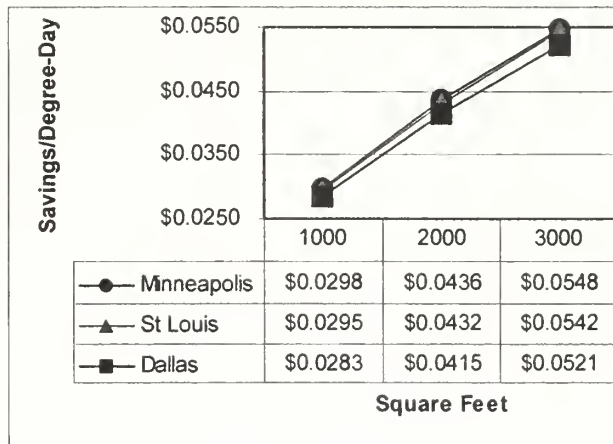 Savings/Degree-Day
$0.0550
$0.0450
$0.0350
$0.0250
1000 2000 3000
Minneapolis $0.0298 $0.0436 $0.0548
St Louis $0.0295 $0.0432 $0.0542
Dallas $0.0283 $0.0415 $0.0521
Square Feet